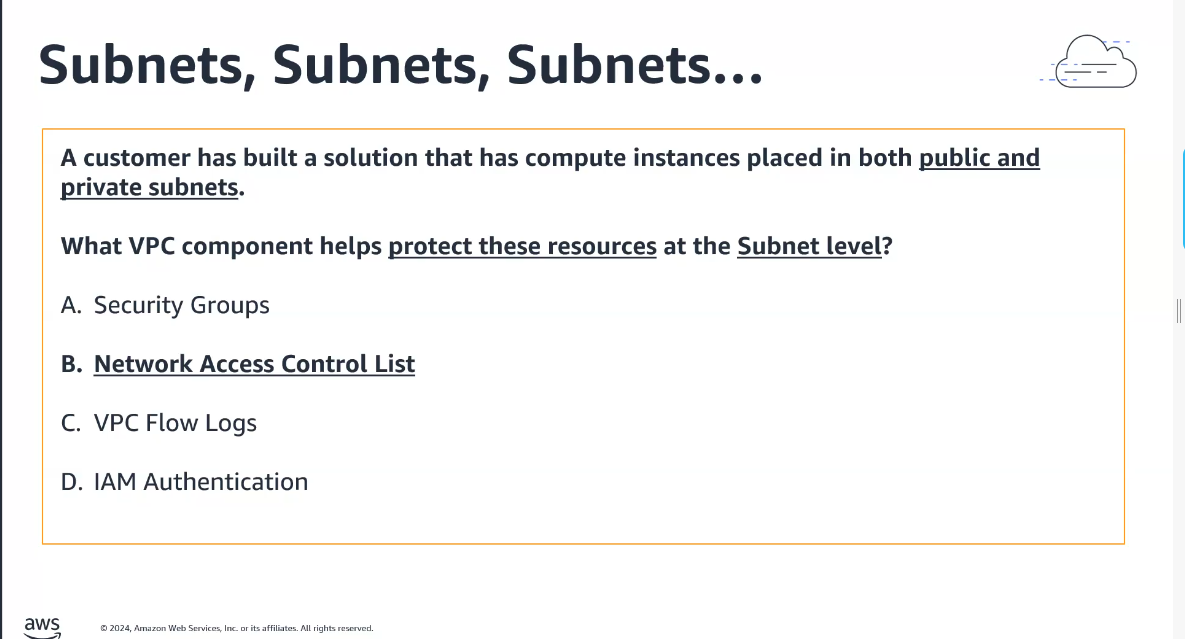 Subnets, Subnets, Subnets...
A customer has built a solution that has compute instances placed in both public and
private subnets.
What VPC component helps protect these resources at the Subnet level?
A. Security Groups
B. Network Access Control List
C. VPC Flow Logs
D. IAM Authentication
aws
© 2024, Amazon Web Services, Inc. or its affiliates. All rights reserved.